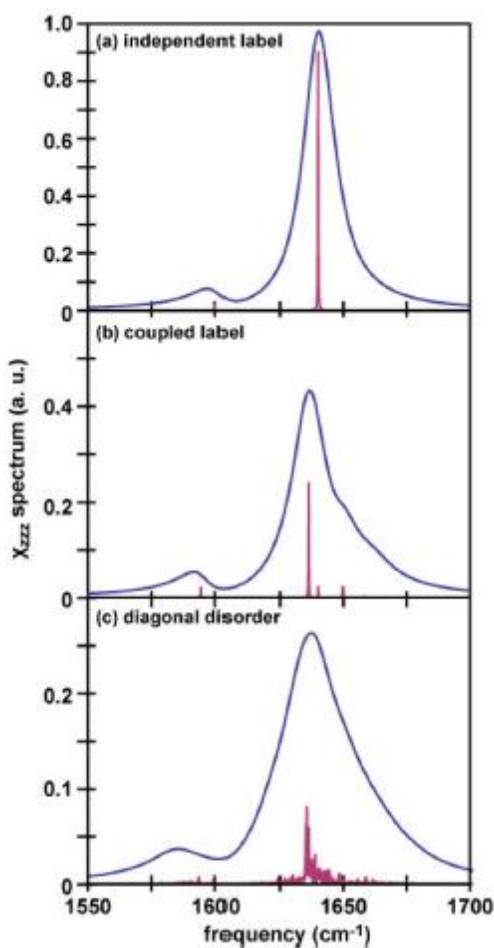 1.0
(a) independent label
0.8
0.6
0.4
0.2
0
(b) coupled label
0.4
0.2
0
(c) diagonal disorder
0.2
0.1
0
1550 1600 1650 1700
frequency (cm-1)
χzzz spectrum (a. u.)